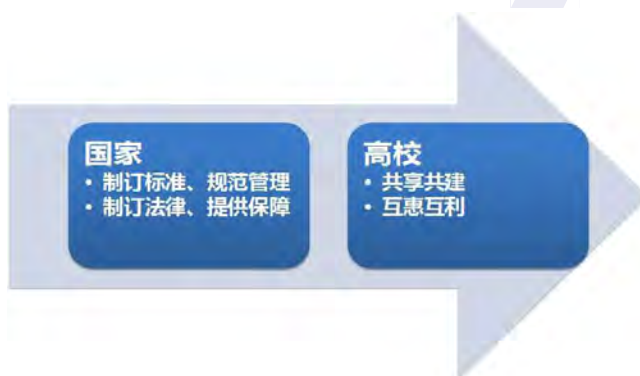 国家
• 制订标准、规范管理
• 制订法律、提供保障
高校
• 共享共建
• 互惠互利